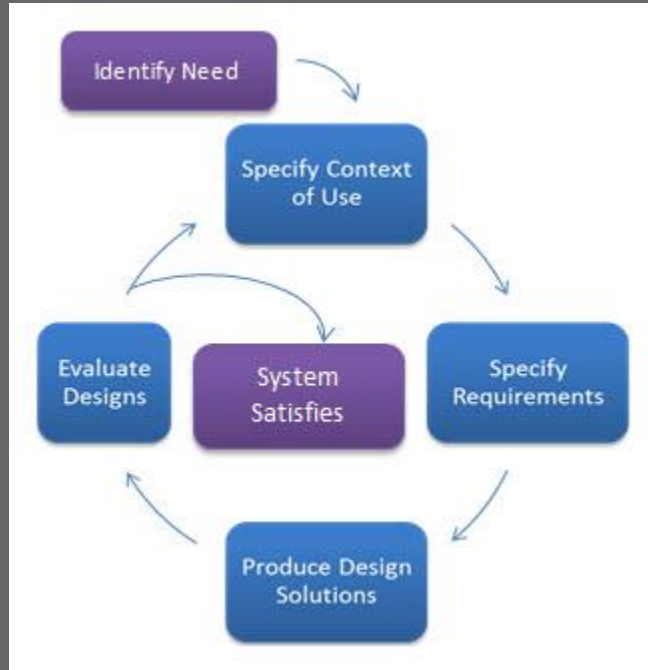 Identify Need
Specify Context
of Use
Evaluate
Designs
System
Satisfies
Specify
Requirements
Produce Design
Solutions